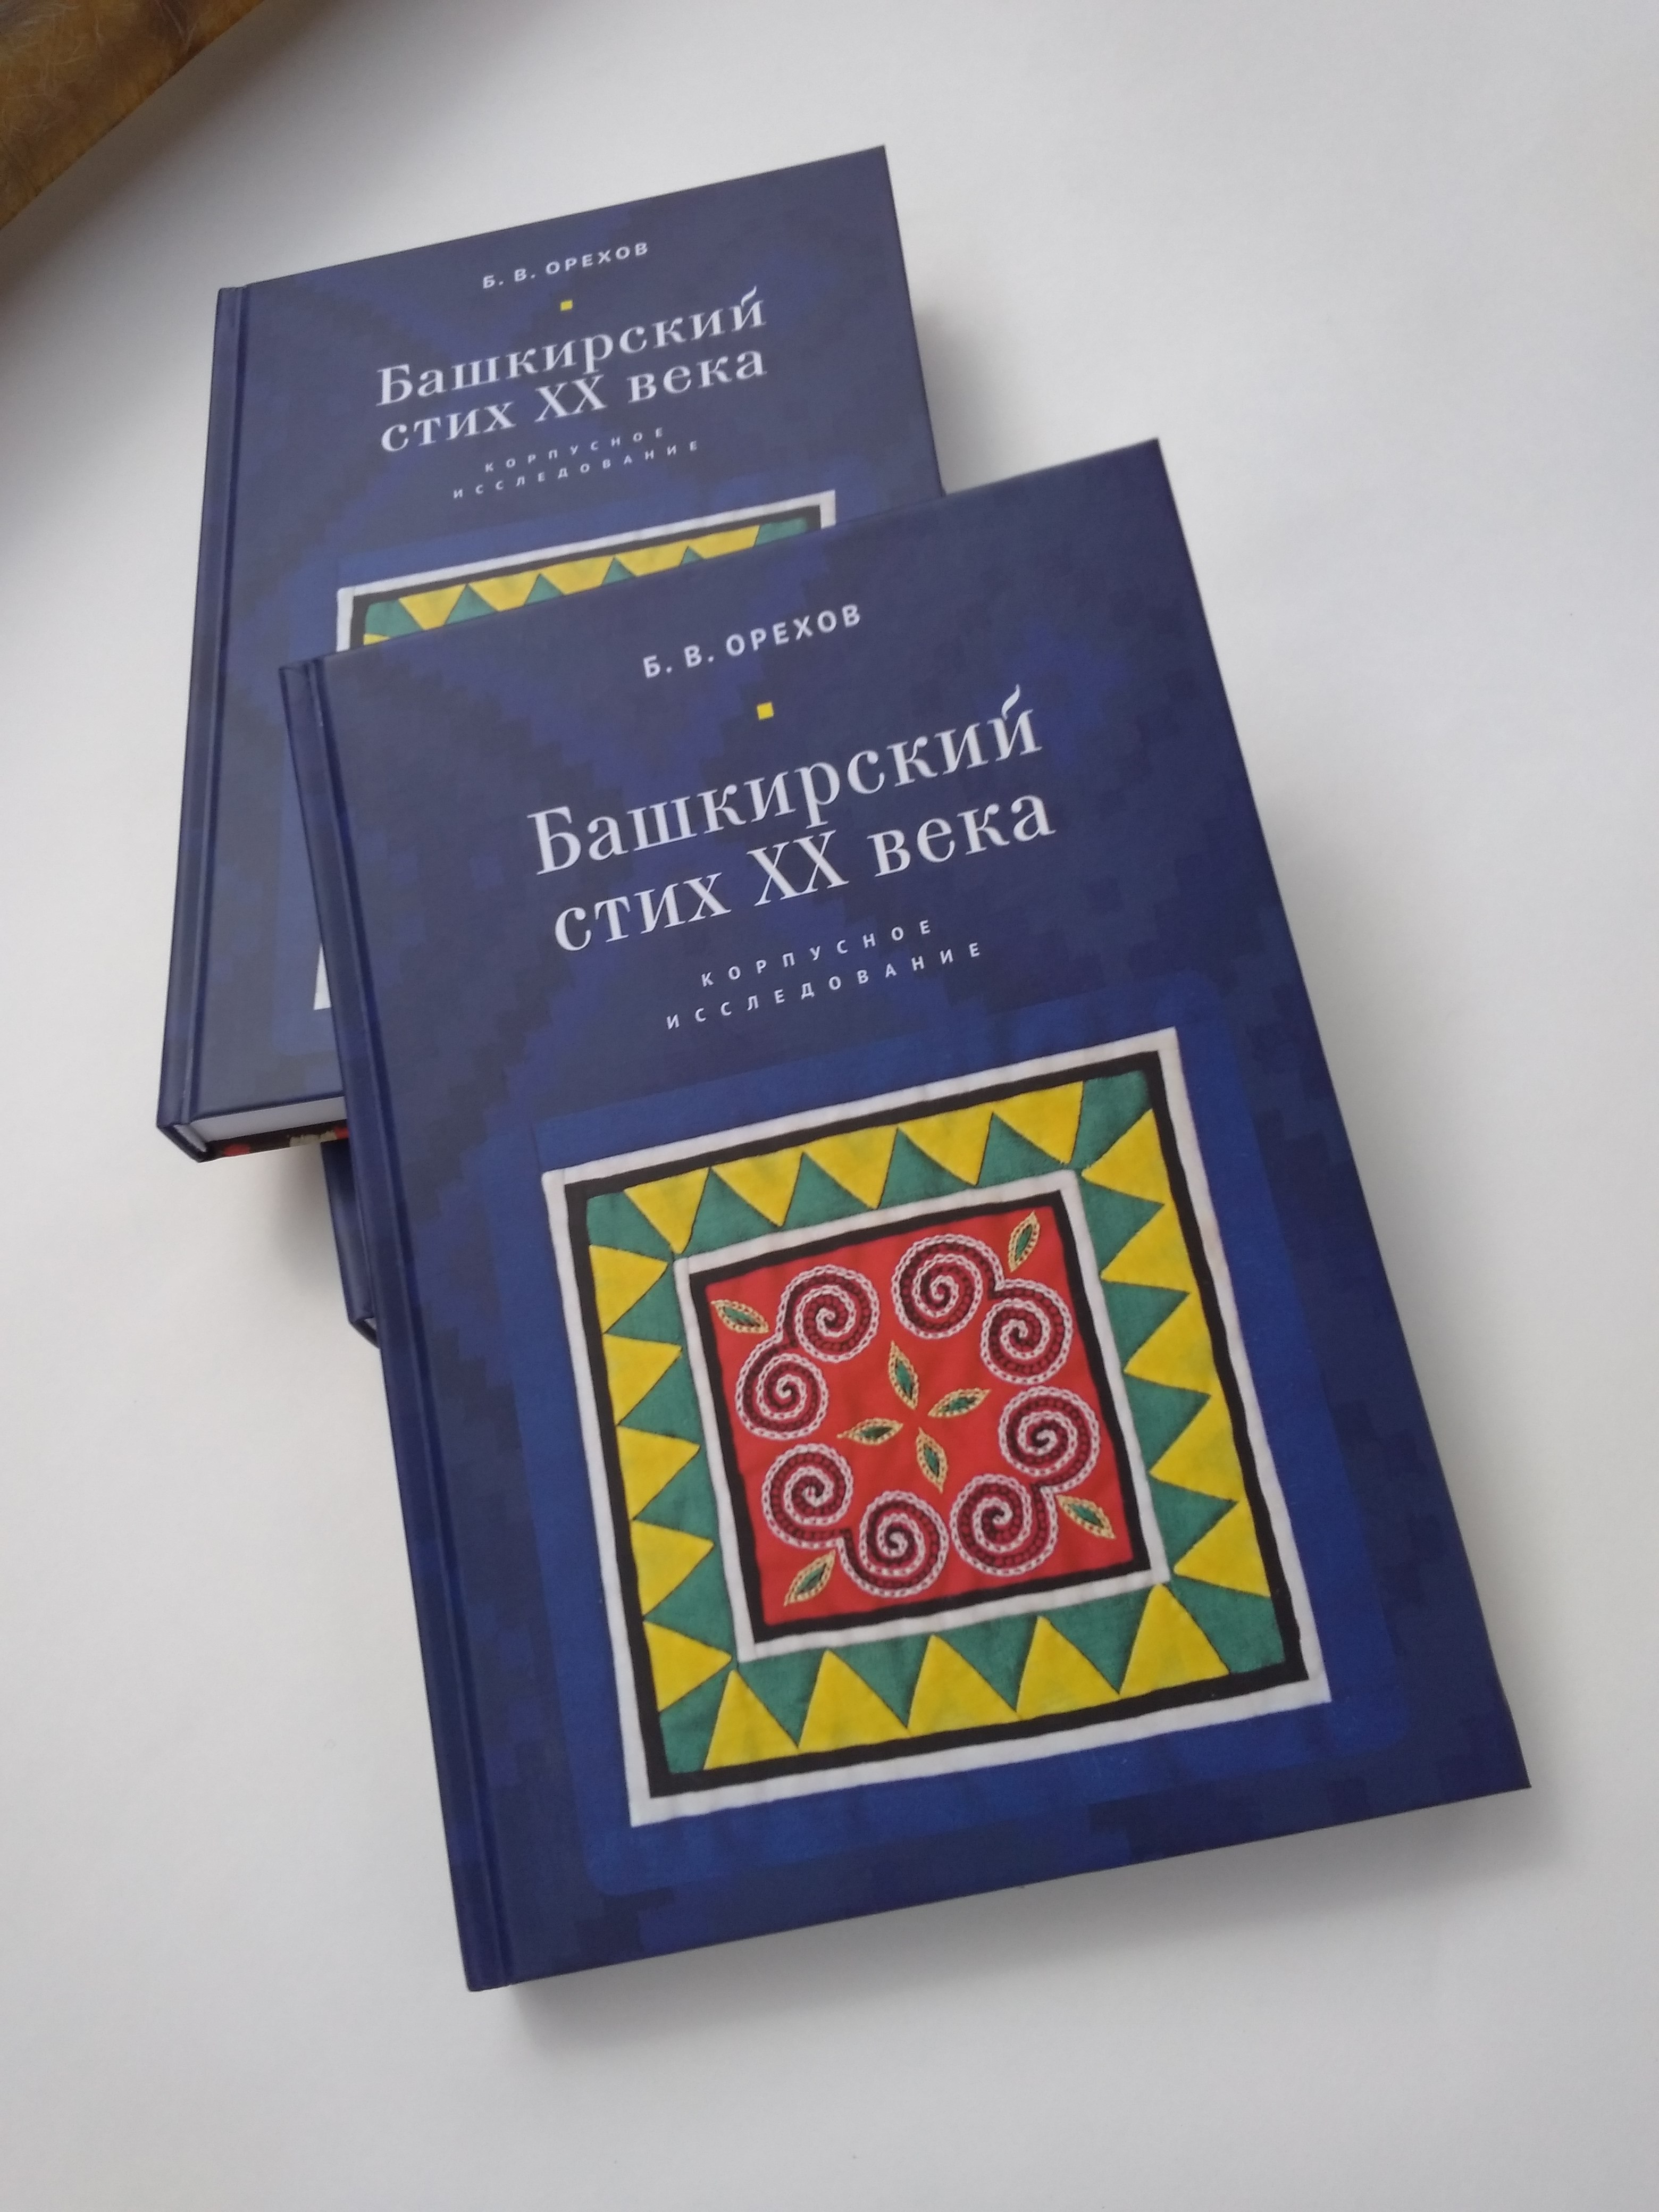 Б. В. ОРЕХОВ
Башкирский
стих XX века
КОРПУСНОЕ
ИССЛЕДОВАНИЕ
Б. В. ОРЕХОВ
Башкирский
стих XX века
КОРПУСНОЕ
ИССЛЕДОВАНИЕ